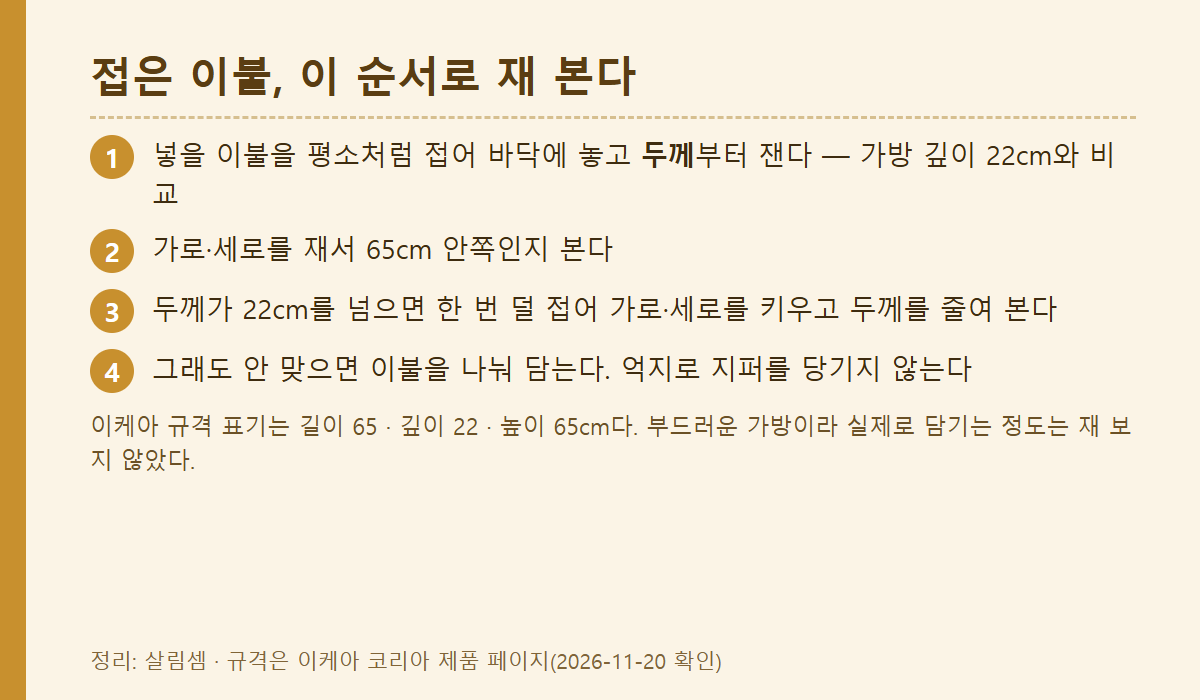 접은 이불, 이 순서로 재 본다
1 넣을 이불을 평소처럼 접어 바닥에 놓고 두께부터 잰다 — 가방 깊이 22cm와 비
교
2 가로·세로를 재서 65cm 안쪽인지 본다
3 두께가 22cm를 넘으면 한 번 덜 접어 가로·세로를 키우고 두께를 줄여 본다
4 그래도 안 맞으면 이불을 나눠 담는다. 억지로 지퍼를 당기지 않는다
이케아 규격 표기는 길이 65 · 깊이 22 · 높이 65cm다. 부드러운 가방이라 실제로 담기는 정도는 재 보
지 않았다.
정리: 살림셈 · 규격은 이케아 코리아 제품 페이지(2026-11-20 확인)